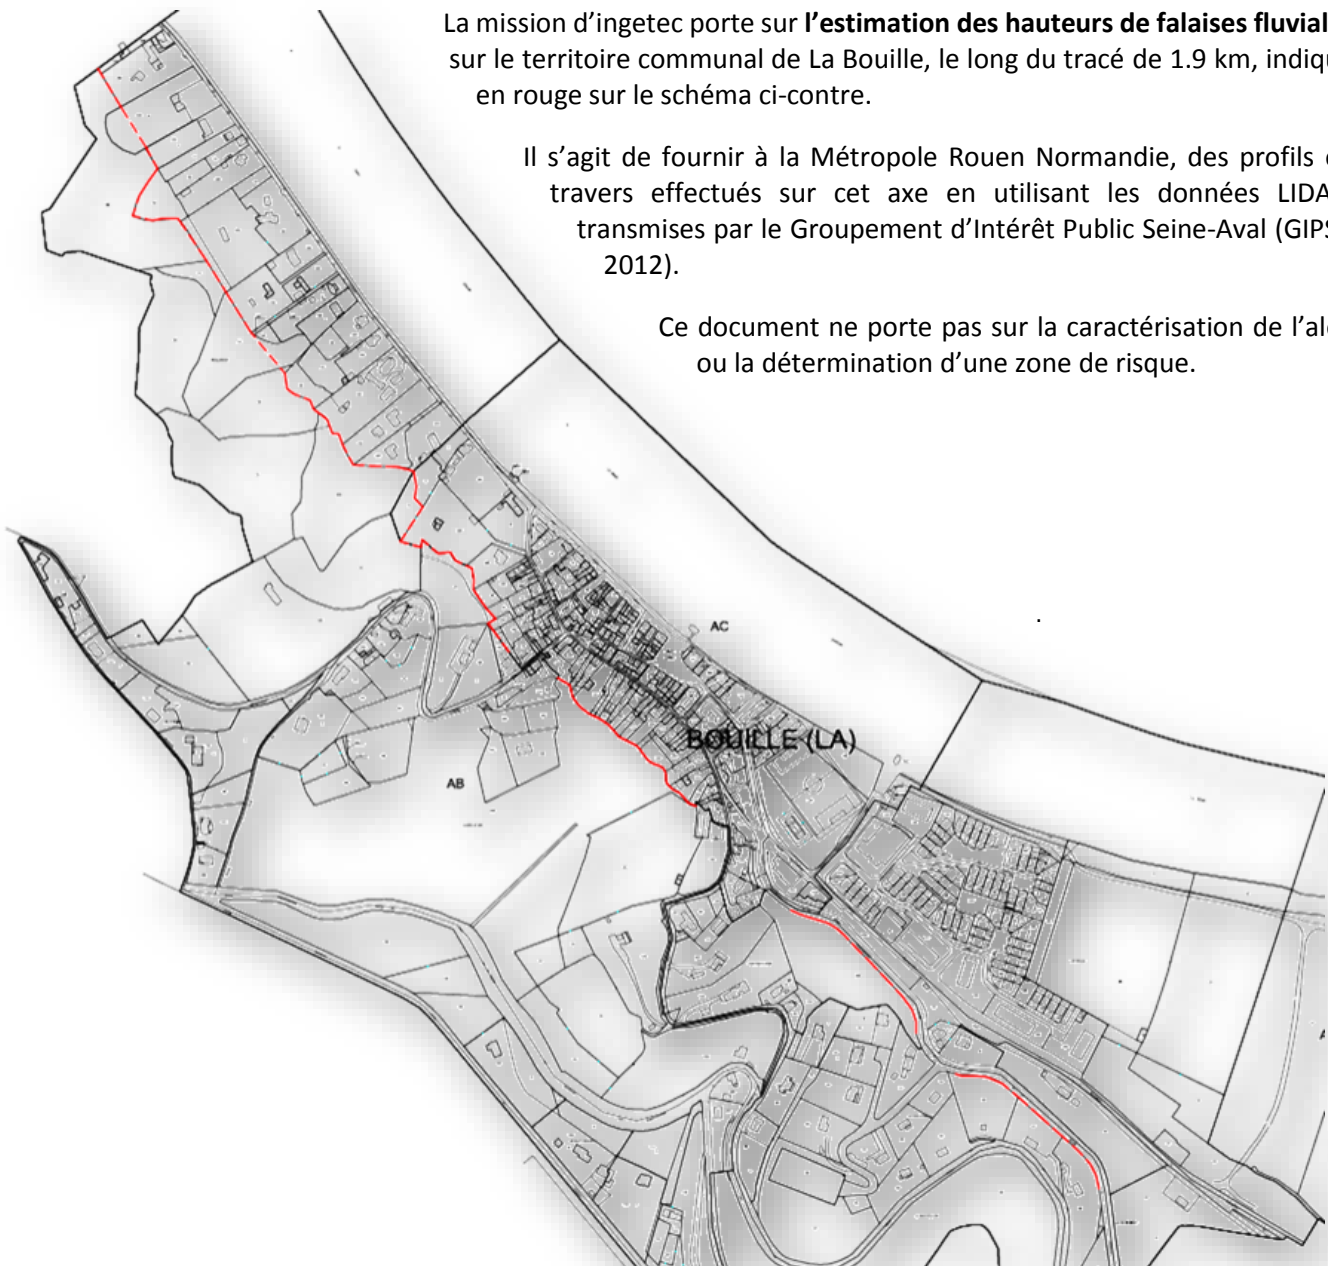 La mission d’ingetec porte sur l’estimation des hauteurs de falaises fluvial
sur le territoire communal de La Bouille, le long du tracé de 1.9 km, indiqu
en rouge sur le schéma ci-contre.
Il s’agit de fournir à la Métropole Rouen Normandie, des profils
travers effectués sur cet axe en utilisant les données LIDA
transmises par le Groupement d’Intérêt Public Seine-Aval (GIPS
2012).
Ce document ne porte pas sur la caractérisation de l’alé
ou la détermination d’une zone de risque.
.
AC
BOUILLE (LA)
AB